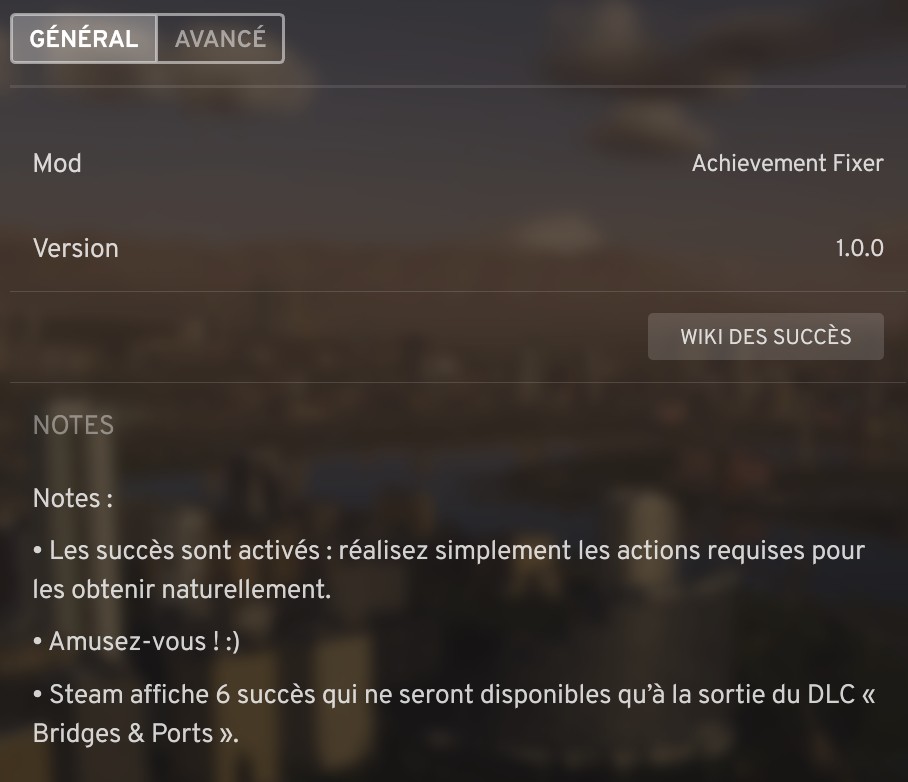 GÉNÉRAL AVANCÉ
Mod Achievement Fixer
Version 1.0.0
WIKI DES SUCCÈS
NOTES
Notes :
• Les succès sont activés : réalisez simplement les actions requises pour
les obtenir naturellement.
• Amusez-vous ! :)
• Steam affiche 6 succès qui ne seront disponibles qu’à la sortie du DLC «
Bridges & Ports ».